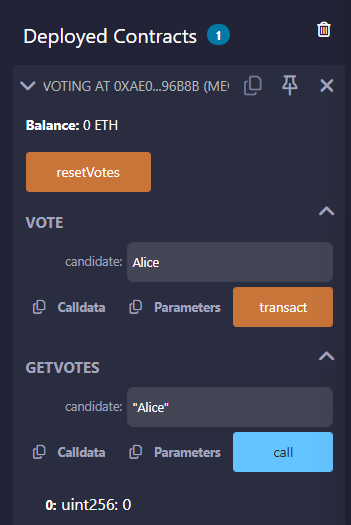 Deployed Contracts 1
VOTING AT 0XAE0...96B8B (ME
Balance: 0 ETH
resetVotes
VOTE
candidate: Alice
Calldata Parameters transact
GETVOTES
candidate: "Alice"
Calldata Parameters call
0: uint256: 0